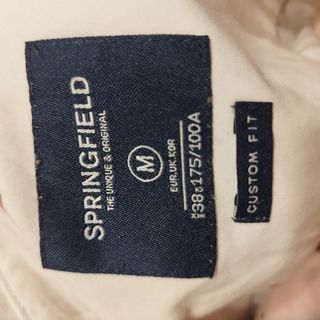 SPRINGFIELD
THE UNIQUE & ORIGINAL
M
EUR.UK.KOR
38 175/100A
CUSTOM FIT